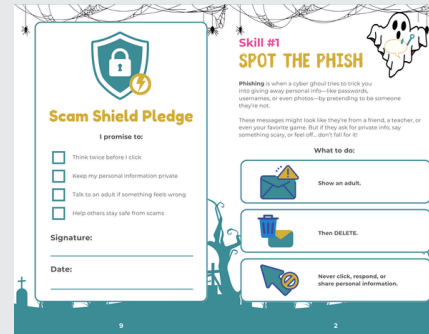 Scam Shield Pledge
I promise to:
Think twice before I click
Keep my personal information private
Talk to an adult if something feels wrong
Help others stay safe from scams
Signature:
Date:
9
Skill #1
SPOT THE PHISH
Phishing is when a cyber ghoul tries to trick you
into giving away personal info—like passwords,
usernames, or even photos—by pretending to be someone
they're not.
These messages might look like they're from a friend, a teacher, or
even your favorite game. But if they ask for private info, say
something scary, or feel off... don't fall for it!
What to do:
Show an adult.
Then DELETE.
Never click, respond, or
share personal information.
2